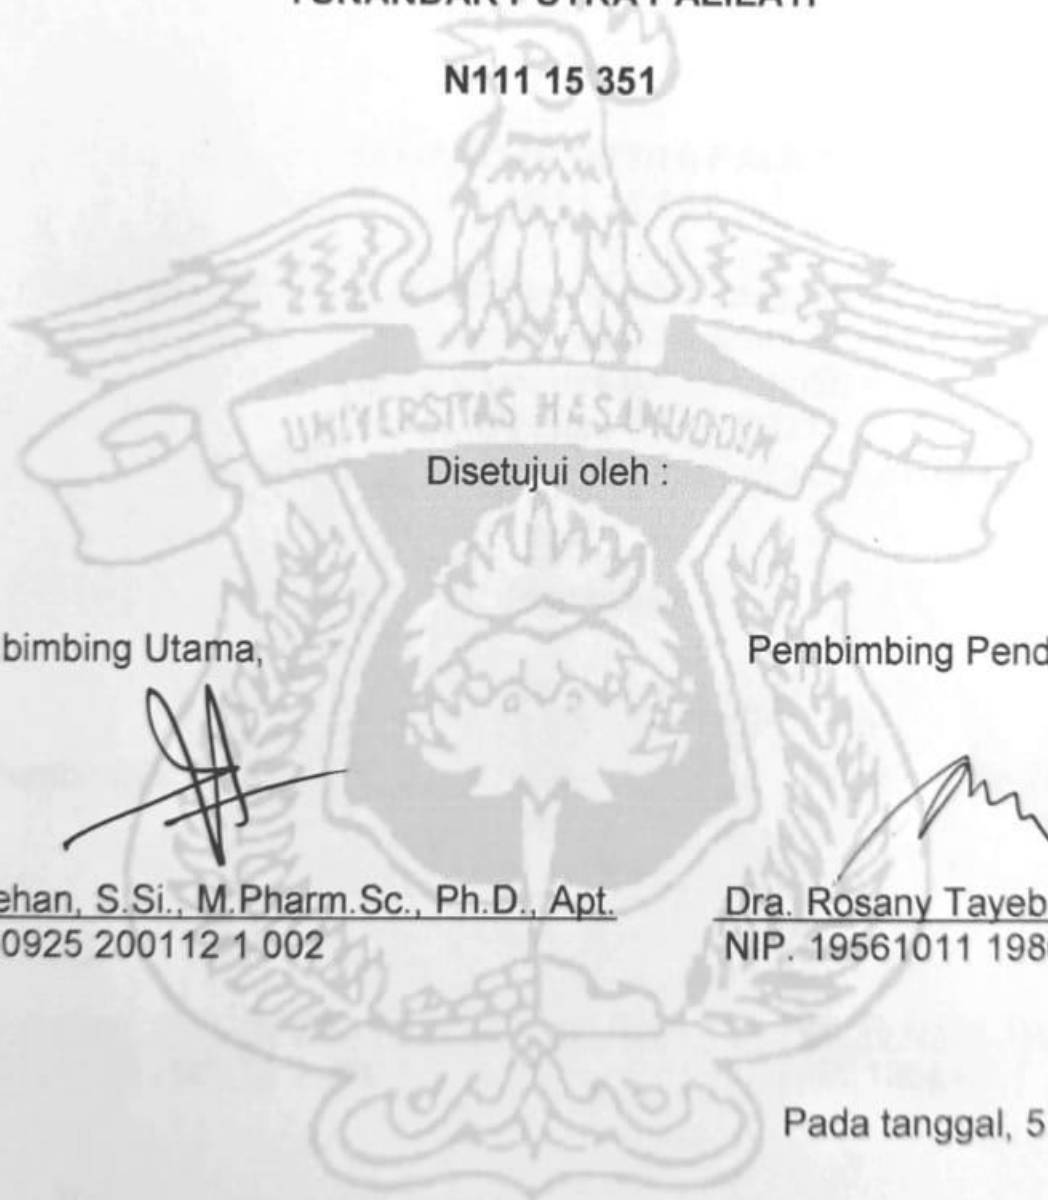 N111 15 351
UNIVERSITAS HASANUDDIN
Disetujui oleh :
bimbing Utama,
Pembimbing Pend
ehan, S.Si., M.Pharm.Sc., Ph.D., Apt.
Dra. Rosany Tayeb
0925 200112 1 002
NIP. 19561011 198
Pada tanggal, 5